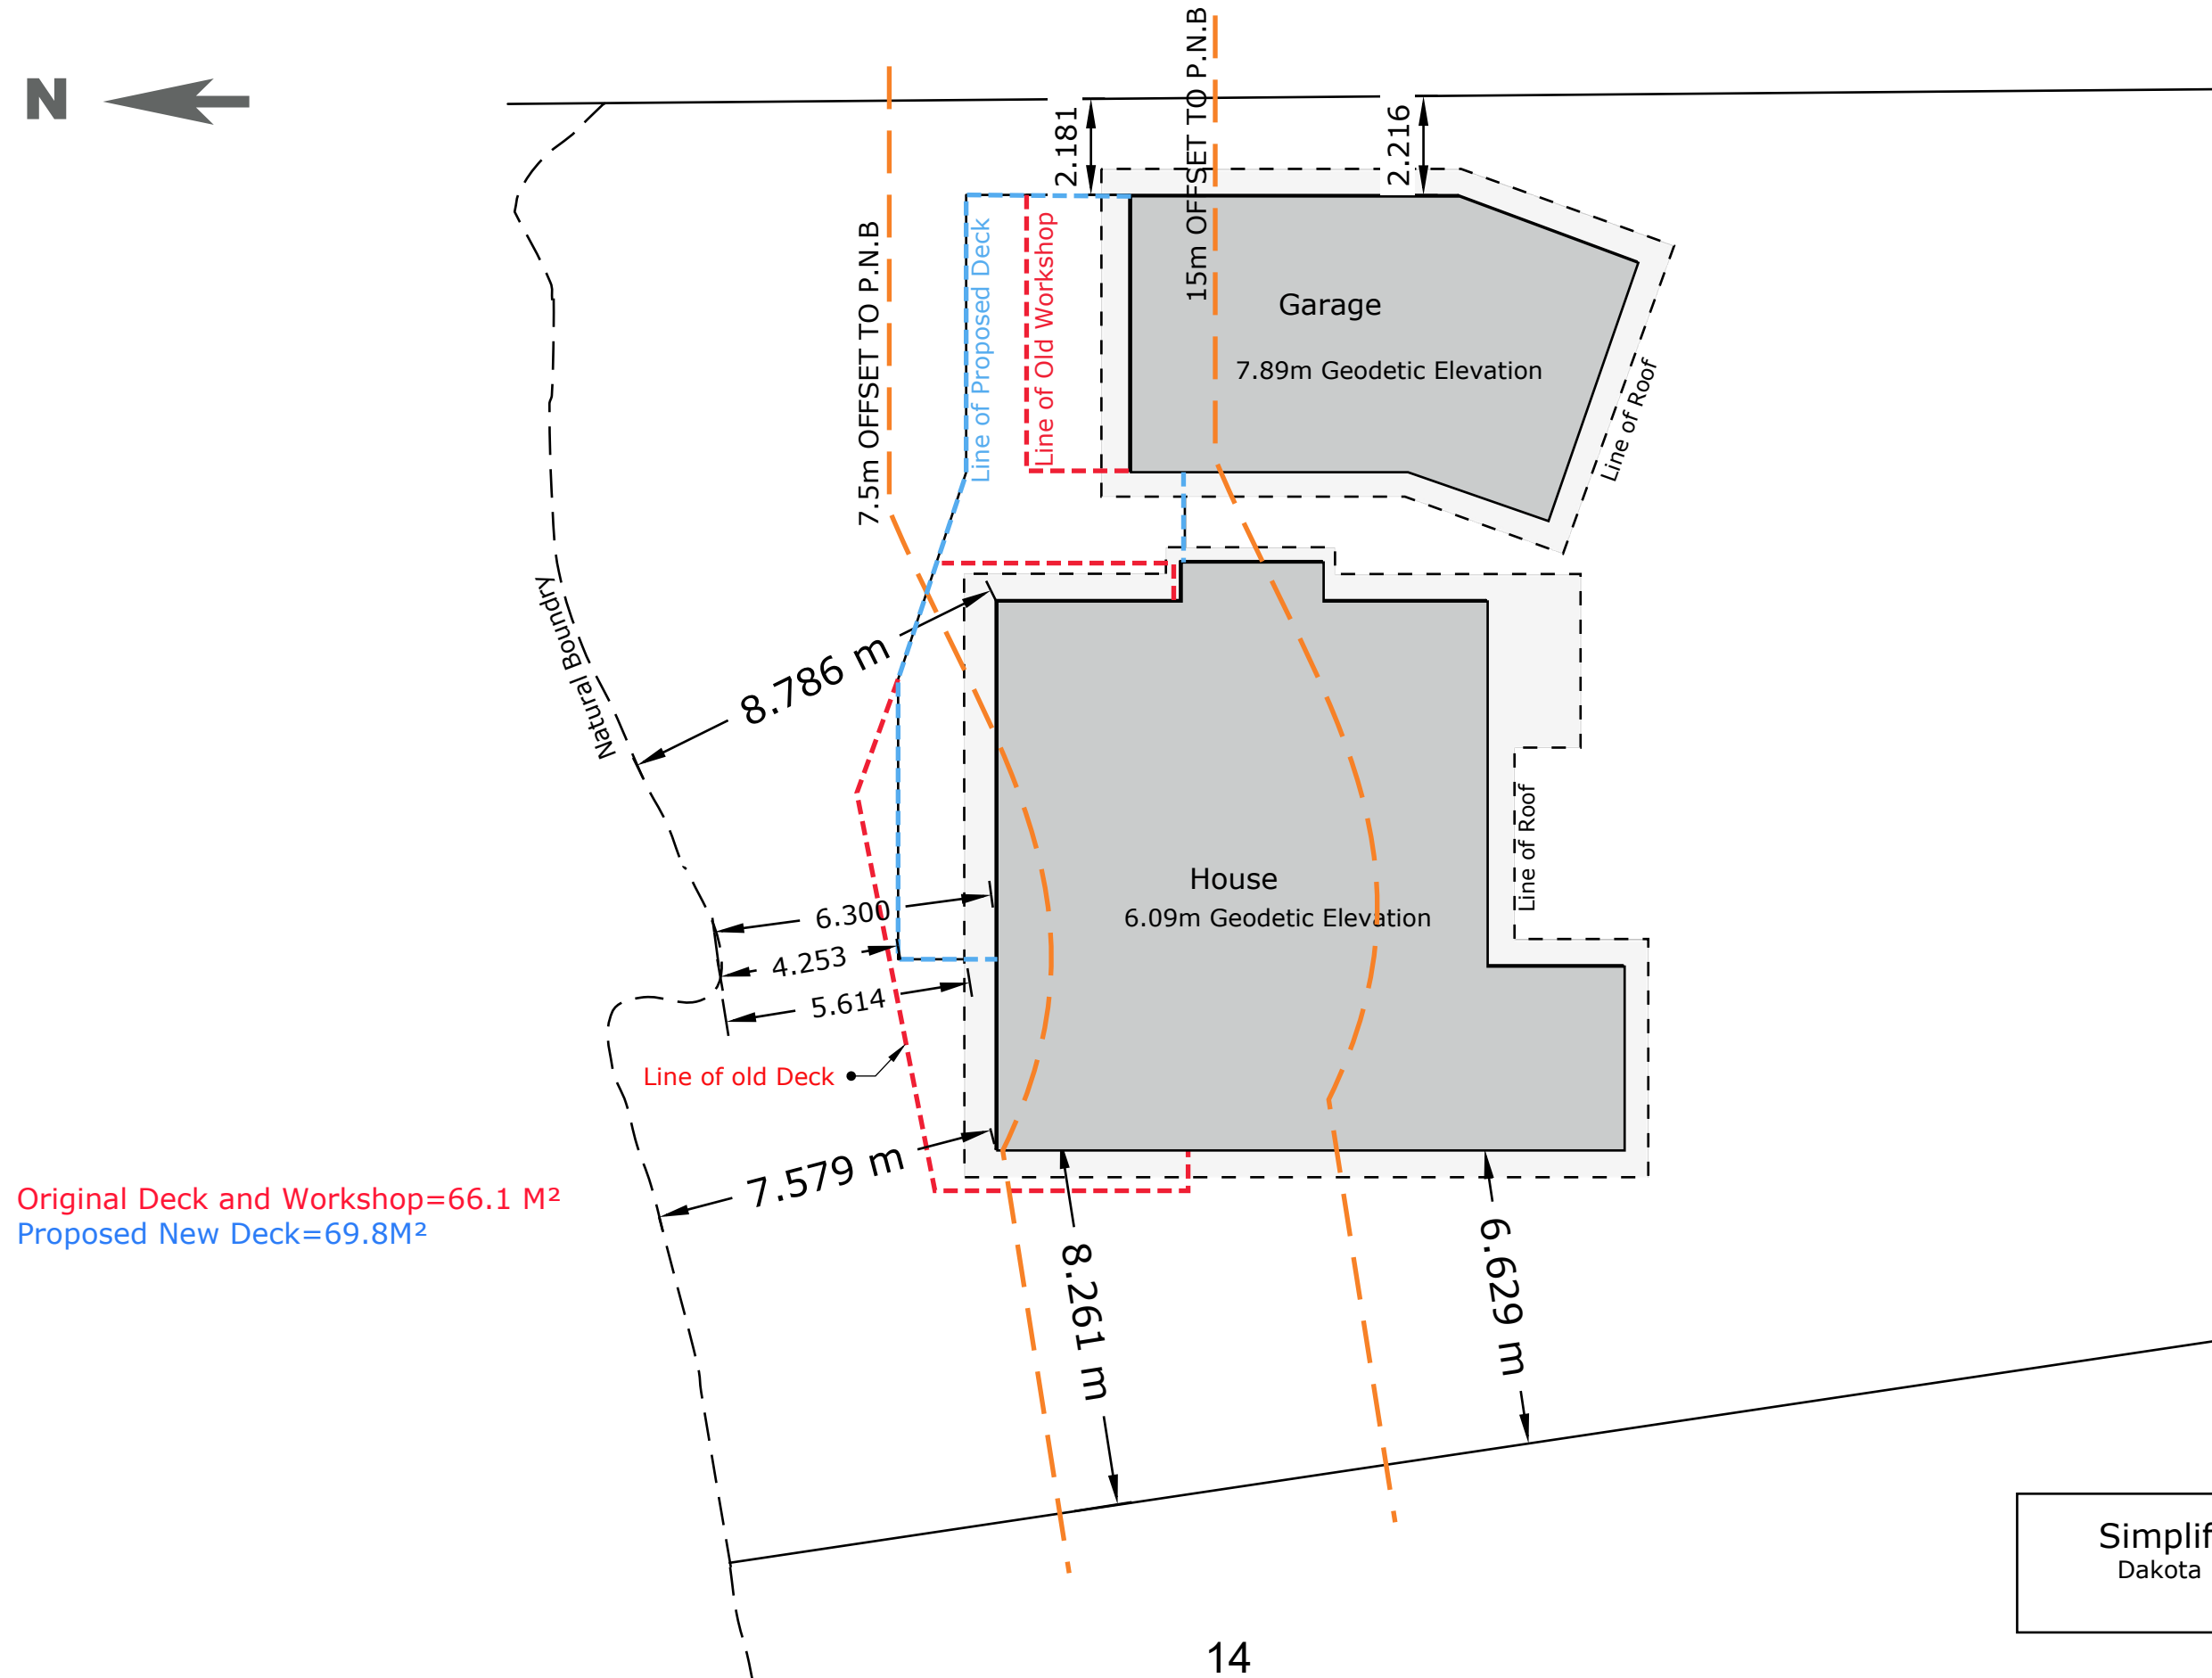 N
15m OFFSET TO P.N.B
2.181
2.216
7.5m OFFSET TO P.N.B
Line of Proposed Deck
Line of Old Workshop
Garage
7.89m Geodetic Elevation
Line of Roof
Natural Boundry
8.786 m
House
6.09m Geodetic Elevation
Line of Roof
6.300
4.253
5.614
Line of old Deck
7.579 m
Original Deck and Workshop=66.1 M²
Proposed New Deck=69.8M²
8.261 m
6.629 m
Simplif
Dakota
14